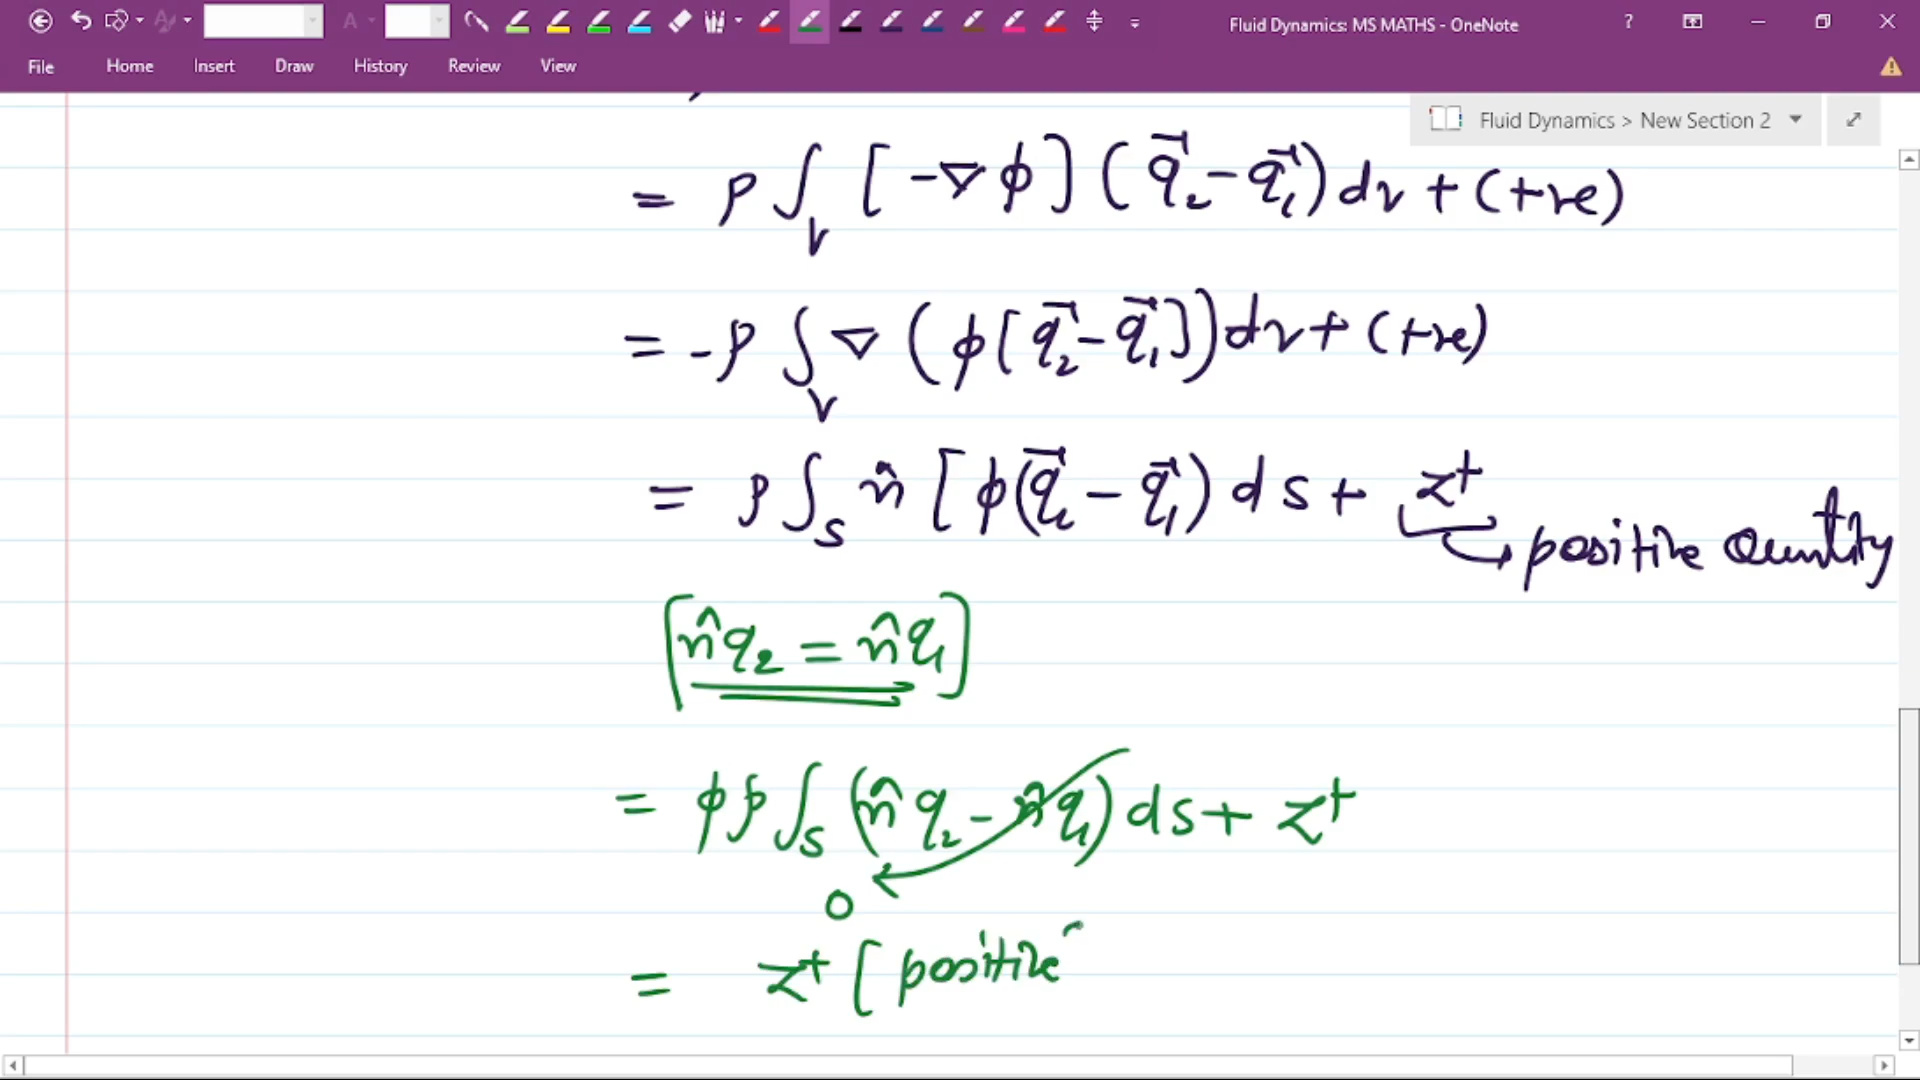 Fluid Dynamics: MS MATHS - OneNote
?
File Home Insert Draw History Review View
Fluid Dynamics > New Section 2
= ρ ∫_v [-∇φ] (q⃗₂ - q⃗₁) dv + (+ve)
= -ρ ∫_v ∇ (φ[q⃗₂ - q⃗₁]) dv + (+ve)
= ρ ∫_s n̂ [φ(q⃗₂ - q⃗₁) ds + z⁺
positive Quntity
[n̂q₂ = n̂q₁]
= φρ ∫_s (n̂q₂ - n̂q₁) ds + z⁺
0
= z⁺ [positive